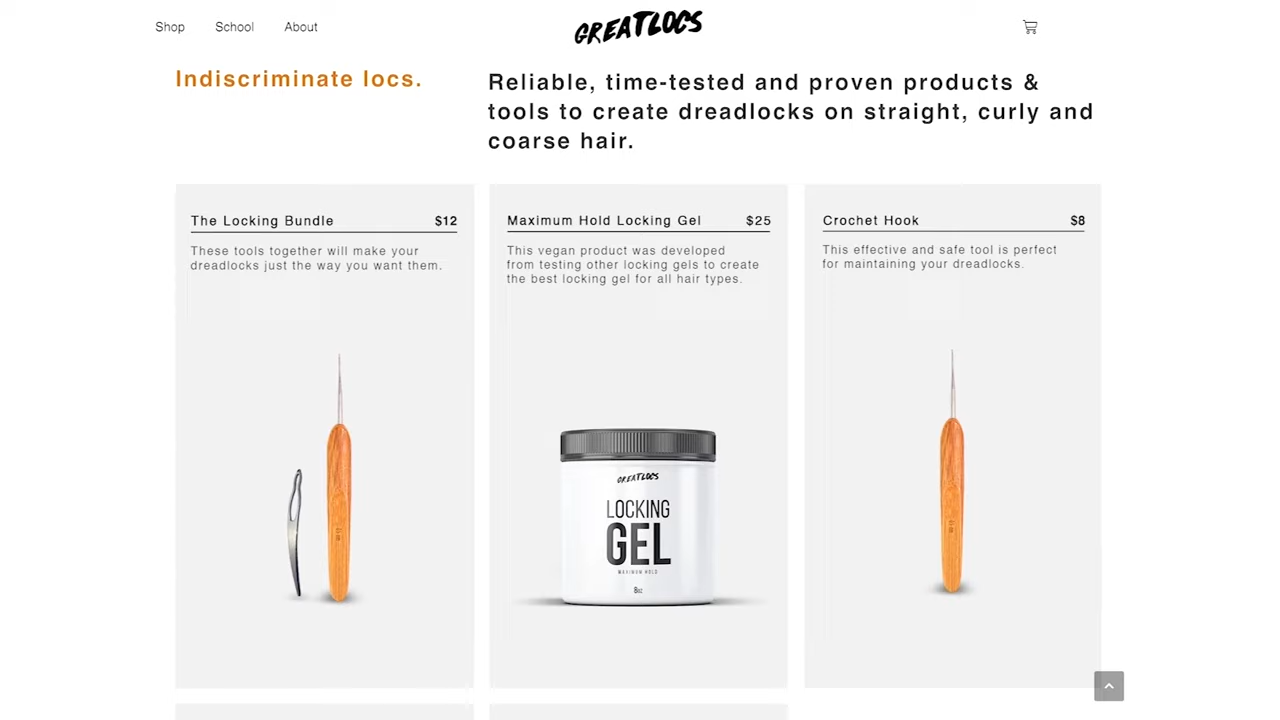 Shop School About
GREATLOCS
Indiscriminate locs.
Reliable, time-tested and proven products &
tools to create dreadlocks on straight, curly and
coarse hair.
The Locking Bundle $12
These tools together will make your
dreadlocks just the way you want them.
Maximum Hold Locking Gel $25
This vegan product was developed
from testing other locking gels to create
the best locking gel for all hair types.
GREATLOCS
LOCKING
GEL
MAXIMUM HOLD
8oz
Crochet Hook $8
This effective and safe tool is perfect
for maintaining your dreadlocks.